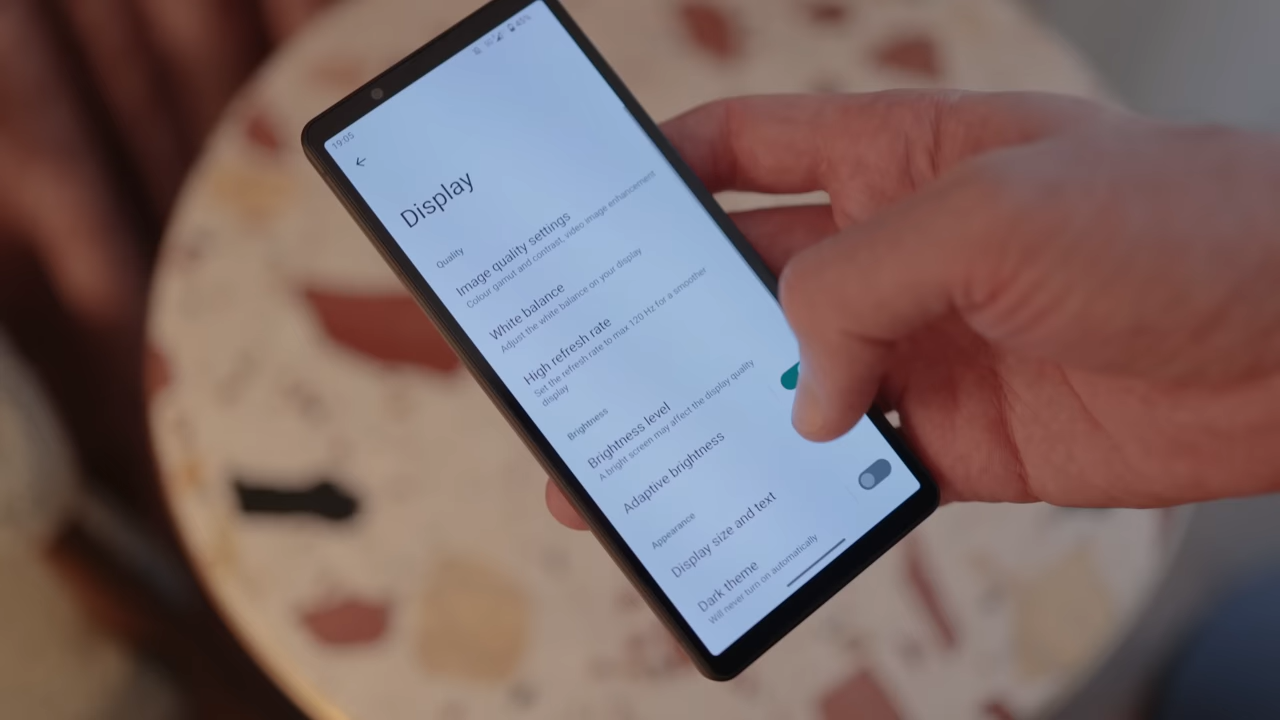 19:05
45%
Display
Quality
Image quality settings
Colour gamut and contrast, video image enhancement
White balance
Adjust the white balance on your display
High refresh rate
Set the refresh rate to max 120 Hz for a smoother
display
Brightness
Brightness level
A bright screen may affect the display quality
Adaptive brightness
Appearance
Display size and text
Dark theme
Will never turn on automatically